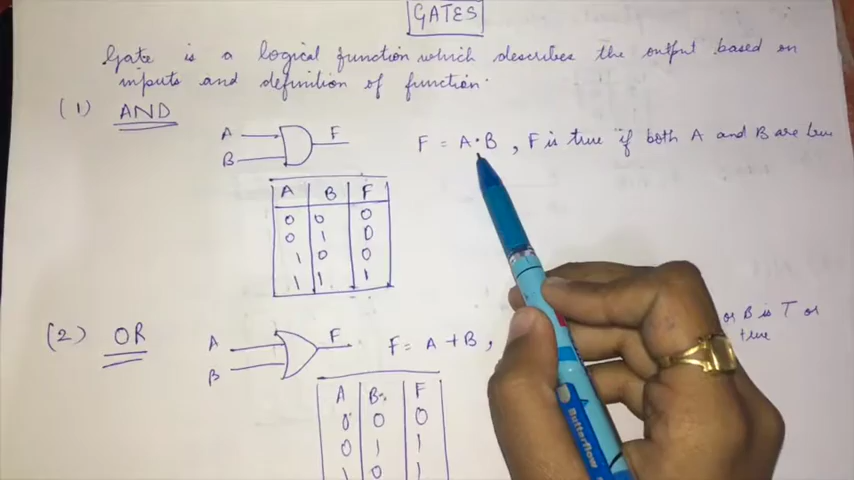 GATES
Gate is a logical function which describes the output based on
inputs and definition of function.
(1) AND
A
B
F
F = A·B , F is true if both A and B are true
A B F
0 0 0
0 1 0
1 0 0
1 1 1
(2) OR
A
B
F
F = A + B,
or B is T or
true
A B F
0 0 0
0 1 1
1 0 1
Butterflow